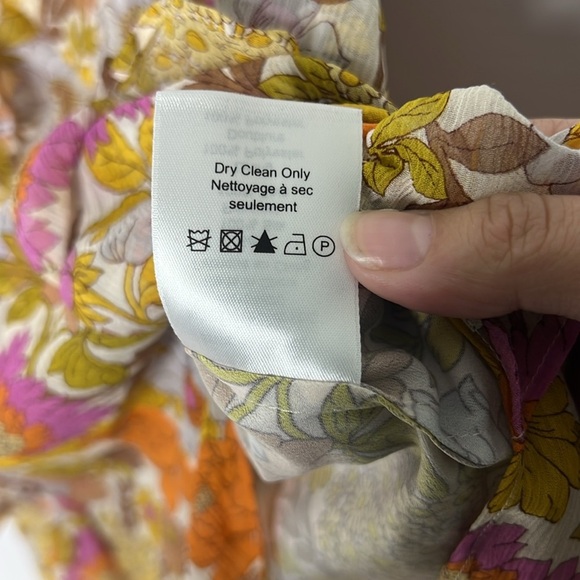 Dry Clean Only
Nettoyage à sec
seulement
P